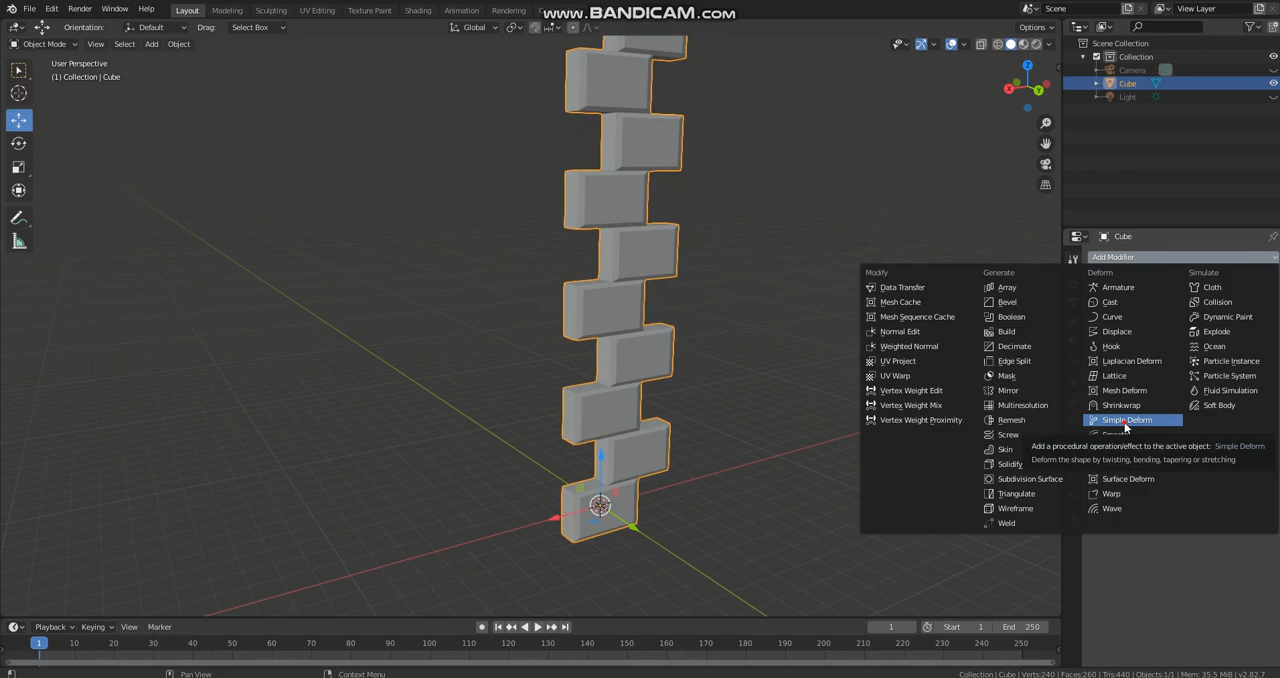 File Edit Render Window Help
Layout Modeling Sculpting UV Editing Texture Paint Shading Animation Rendering
www.BANDICAM.com
Scene
View Layer
Orientation: Default Drag: Select Box
Global
Options
Object Mode View Select Add Object
User Perspective
(1) Collection | Cube
Z
X
Y
Scene Collection
Collection
Camera
Cube
Light
Cube
Add Modifier
Modify Generate Deform Simulate
Data Transfer Array Armature Cloth
Mesh Cache Bevel Cast Collision
Mesh Sequence Cache Boolean Curve Dynamic Paint
Normal Edit Build Displace Explode
Weighted Normal Decimate Hook Ocean
UV Project Edge Split Laplacian Deform Particle Instance
UV Warp Mask Lattice Particle System
Vertex Weight Edit Mirror Mesh Deform Fluid Simulation
Vertex Weight Mix Multiresolution Shrinkwrap Soft Body
Vertex Weight Proximity Remesh Simple Deform
Screw
Add a procedural operation/effect to the active object: Simple Deform
Skin
Deform the shape by twisting, bending, tapering or stretching
Solidify
Subdivision Surface Surface Deform
Triangulate Warp
Wireframe Wave
Weld
Playback Keying View Marker
1 Start 1 End 250
1 10 20 30 40 50 60 70 80 90 100 110 120 130 140 150 160 170 180 190 200 210 220 230 240 250
Pan View Context Menu
Collection | Cube | Verts:240 | Faces:260 | Tris:440 | Objects:1/1 | Mem: 35.5 MiB | v2.82.7